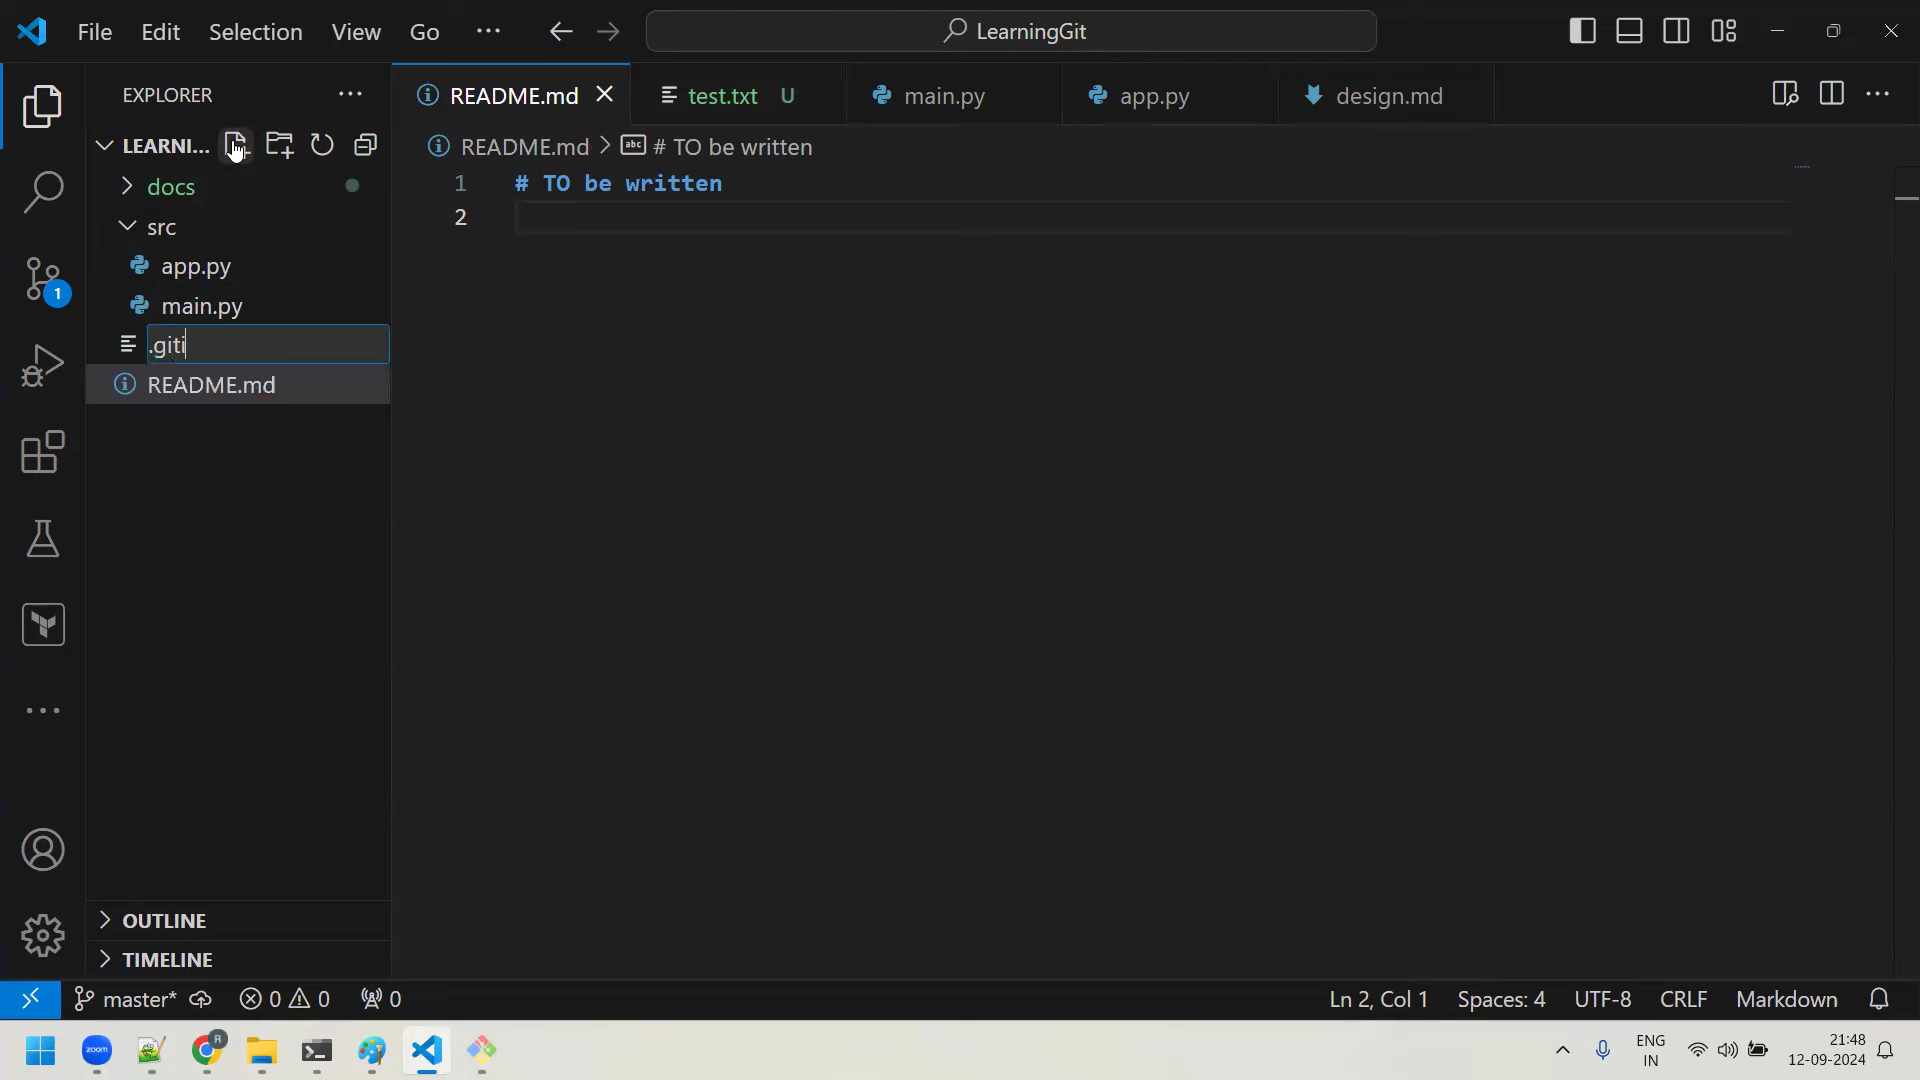 File Edit Selection View Go ··· LearningGit
EXPLORER ···
README.md
test.txt U
main.py
app.py
design.md
LEARNI...
README.md > # TO be written
docs
src
app.py
main.py
.giti
README.md
1 # TO be written
2
1
OUTLINE
TIMELINE
master* 0 0 0
Ln 2, Col 1 Spaces: 4 UTF-8 CRLF Markdown
zoom
R
ENG
IN
21:48
12-09-2024